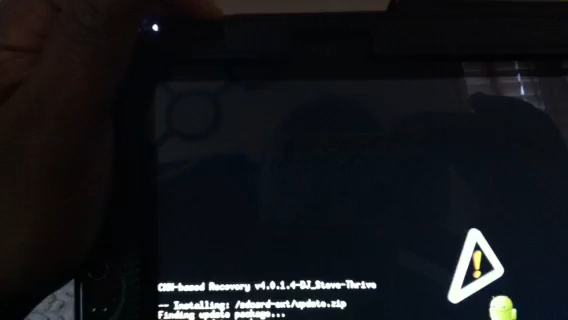 CWM-based Recovery v4.0.1.4-DJ_Steve-Thrive
-- Installing: /sdcard-ext/update.zip
Finding update package...